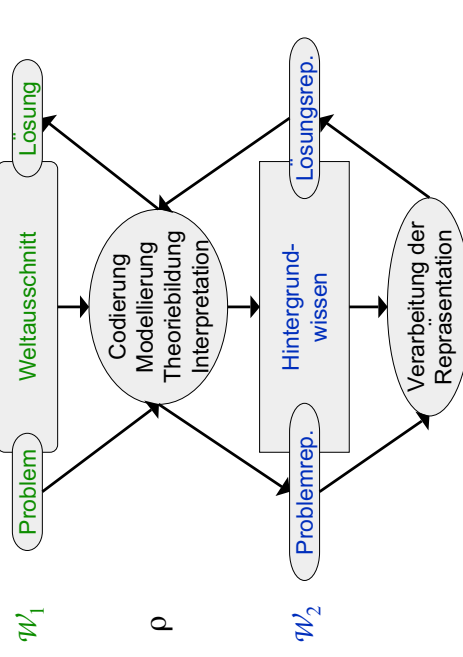 𝒲1
Problem
Weltausschnitt
Lösung
ρ
Codierung
Modellierung
Theoriebildung
Interpretation
𝒲2
Problemrep.
Hintergrund-
wissen
Lösungsrep.
Verarbeitung der
Repräsentation